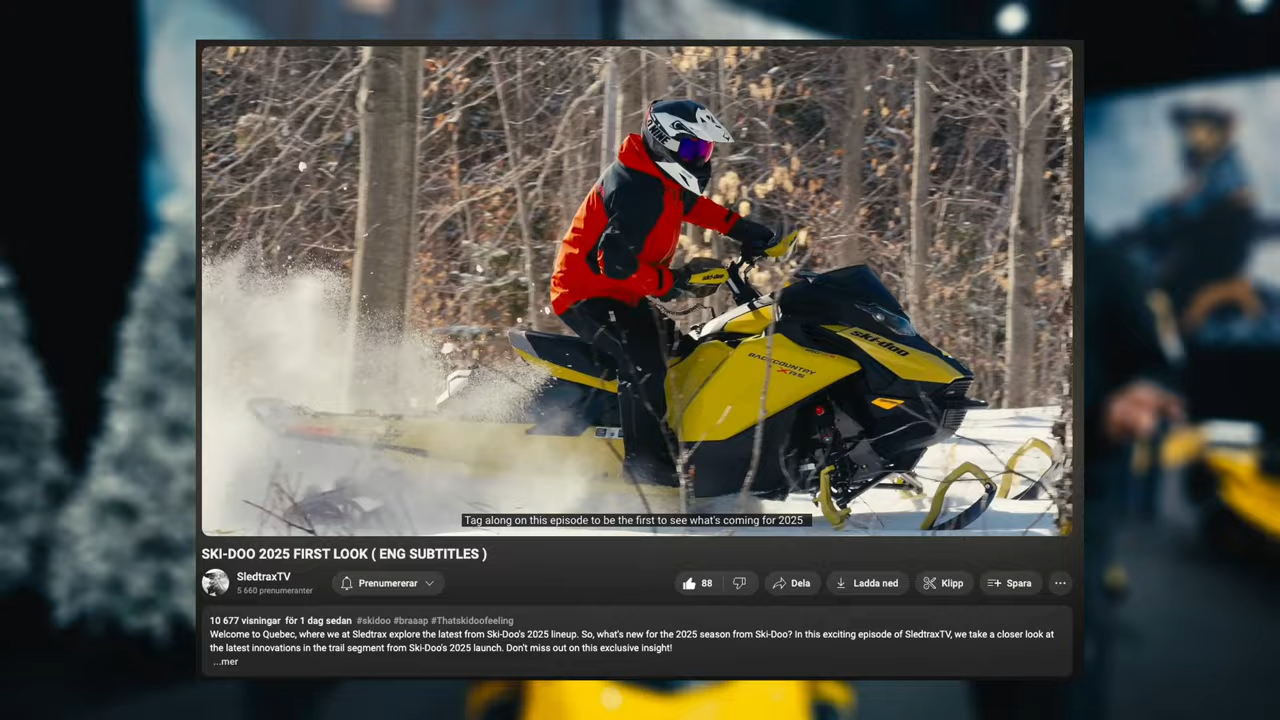 O'NINE
ski-doo
ski-doo
BACKCOUNTRY
X-RS
Tag along on this episode to be the first to see what's coming for 2025
SKI-DOO 2025 FIRST LOOK ( ENG SUBTITLES )
SledtraxTV
5 660 prenumeranter
Prenumererar
88
Dela
Ladda ned
Klipp
Spara
10 677 visningar för 1 dag sedan #skidoo #braaap #Thatskidoofeeling
Welcome to Quebec, where we at Sledtrax explore the latest from Ski-Doo's 2025 lineup. So, what's new for the 2025 season from Ski-Doo? In this exciting episode of SledtraxTV, we take a closer look at
the latest innovations in the trail segment from Ski-Doo's 2025 launch. Don't miss out on this exclusive insight!
...mer